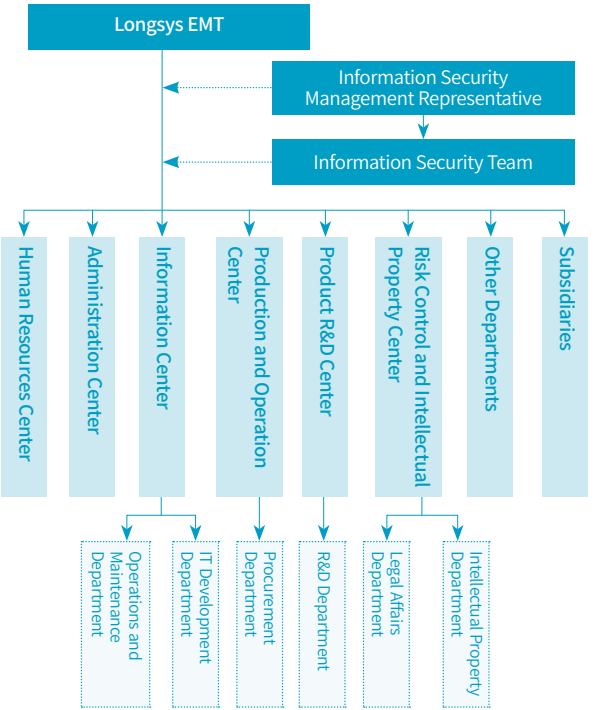 Longsys EMT
Information Security
Management Representative
Information Security Team
Human Resources Center
Administration Center
Information Center
Production and Operation
Center
Product R&D Center
Risk Control and Intellectual
Property Center
Other Departments
Subsidiaries
Operations and
Maintenance
Department
IT Development
Department
Procurement
Department
R&D Department
Legal Affairs
Department
Intellectual Property
Department